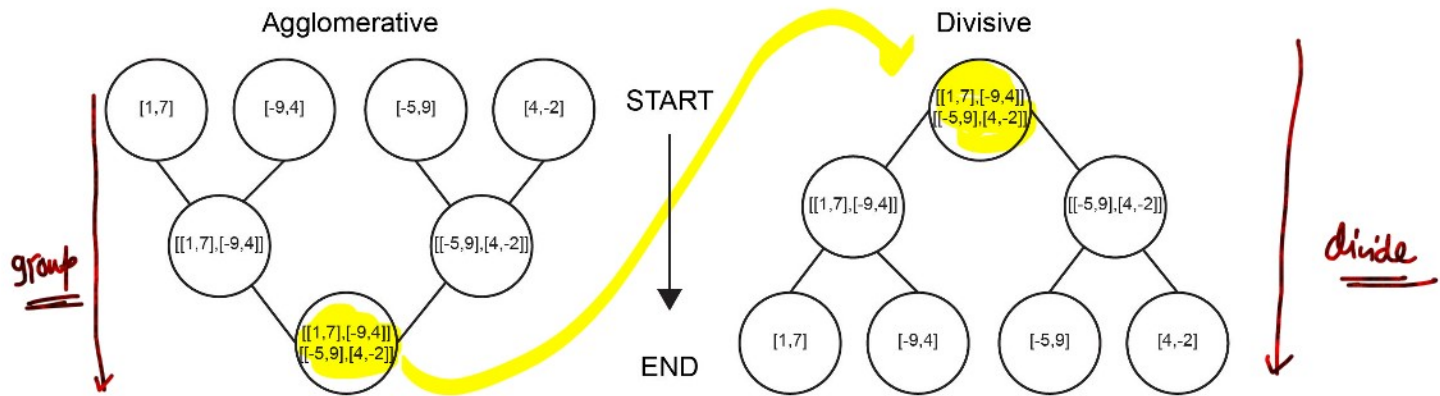 Agglomerative
[1,7]
[-9,4]
[-5,9]
[4,-2]
[[1,7],[-9,4]]
[[-5,9],[4,-2]]
group
[[1,7],[-9,4]]
[[-5,9],[4,-2]]
START
END
Divisive
[[1,7],[-9,4]]
[[-5,9],[4,-2]]
[[1,7],[-9,4]]
[[-5,9],[4,-2]]
divide
[1,7]
[-9,4]
[-5,9]
[4,-2]